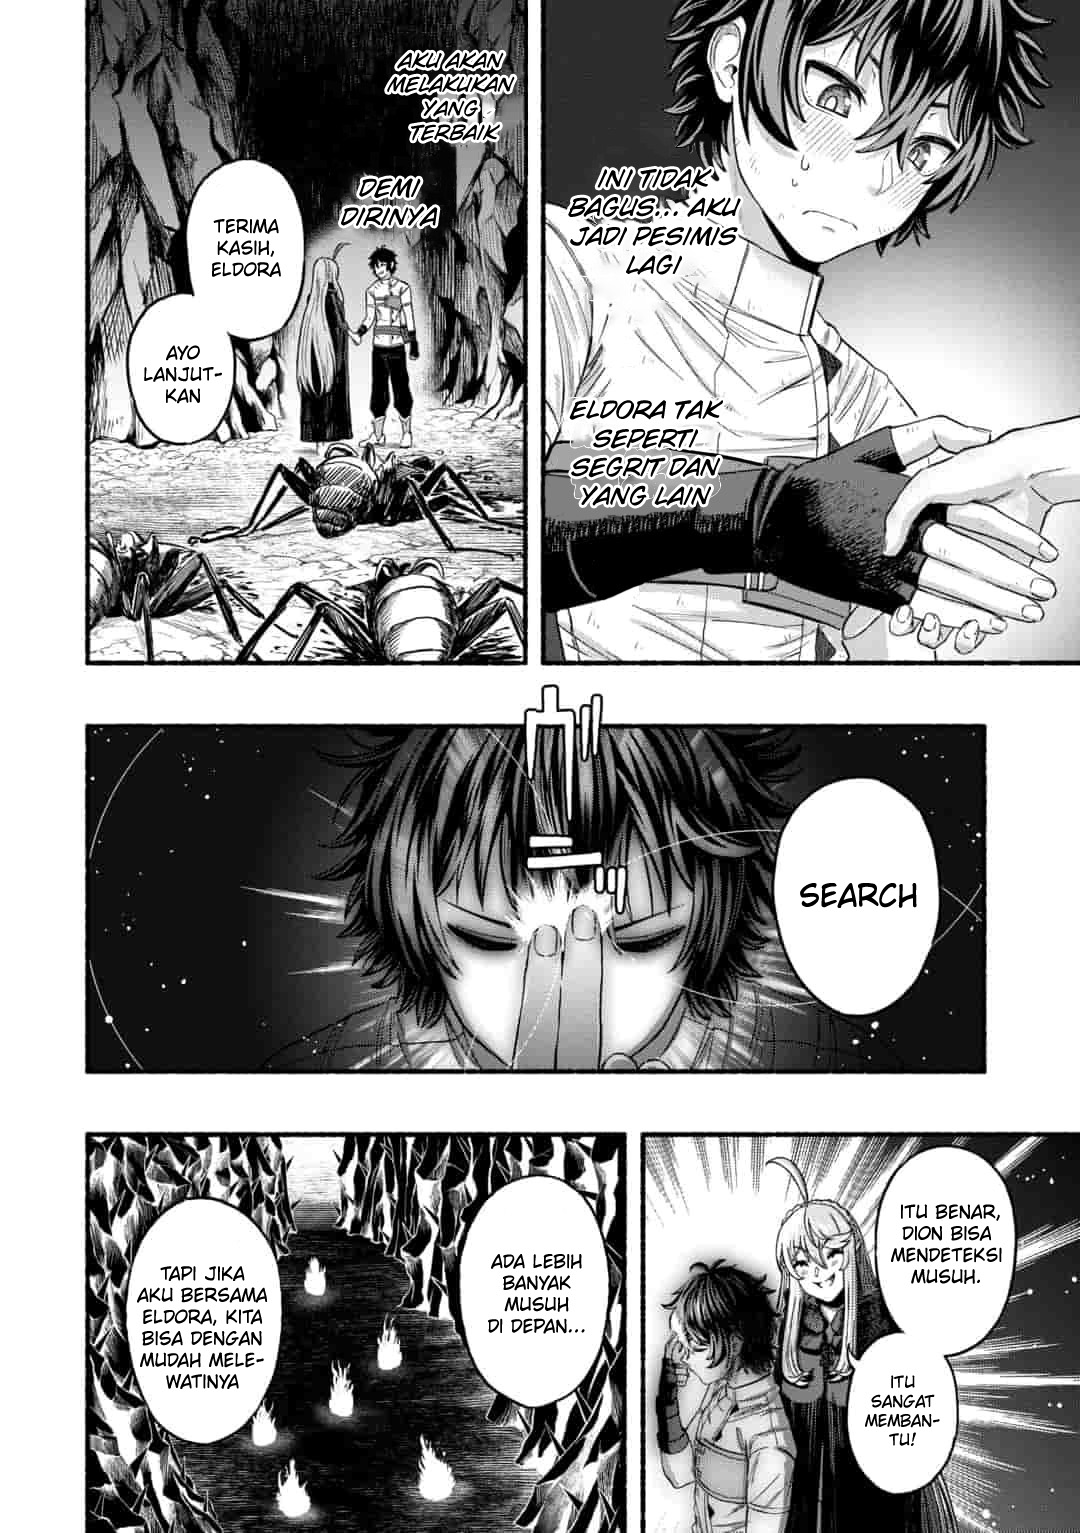 INI TIDAK
BAGUS... AKU
JADI PESIMIS
LAGI
ELDORA TAK
SEPERTI
SEGRIT DAN
YANG LAIN
AKU AKAN
MELAKUKAN
YANG
TERBAIK
DEMI
DIRINYA
TERIMA
KASIH,
ELDORA
AYO
LANJUT-
KAN
SEARCH
ITU BENAR,
DION BISA
MENDETEKSI
MUSUH.
ITU
SANGAT
MEMBAN-
TU!
ADA LEBIH
BANYAK
MUSUH
DI DEPAN...
TAPI JIKA
AKU BERSAMA
ELDORA, KITA
BISA DENGAN
MUDAH MELE-
WATINYA